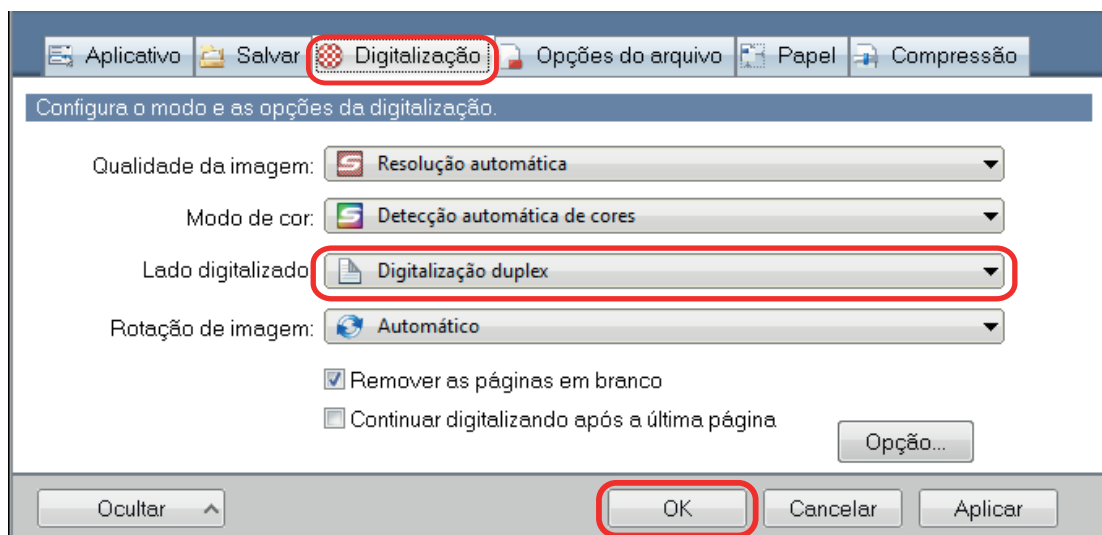 Aplicativo Salvar Digitalização Opções do arquivo Papel Compressão
Configura o modo e as opções da digitalização.
Qualidade da imagem: Resolução automática
Modo de cor: Detecção automática de cores
Lado digitalizado Digitalização duplex
Rotação de imagem: Automático
Remover as páginas em branco
Continuar digitalizando após a última página
Opção...
Ocultar OK Cancelar Aplicar